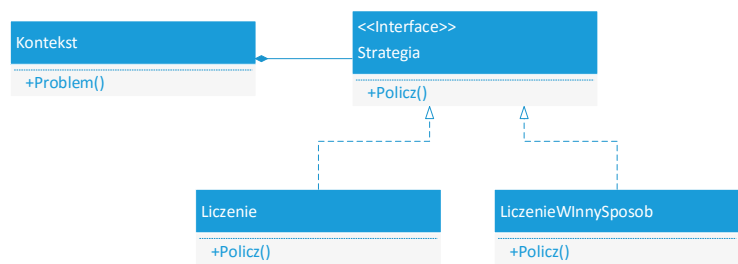 Kontekst
+Problem()
<<Interface>>
Strategia
+Policz()
Liczenie
+Policz()
LiczenieWInnySposob
+Policz()